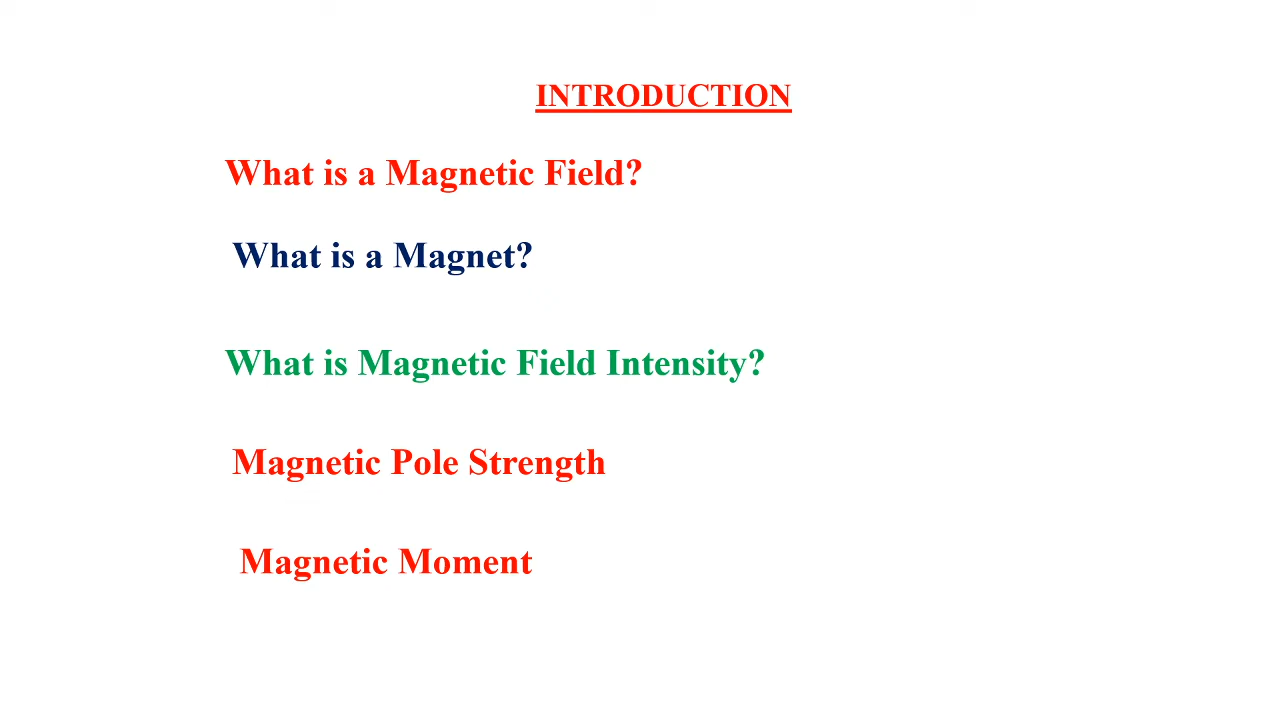 INTRODUCTION
What is a Magnetic Field?
What is a Magnet?
What is Magnetic Field Intensity?
Magnetic Pole Strength
Magnetic Moment